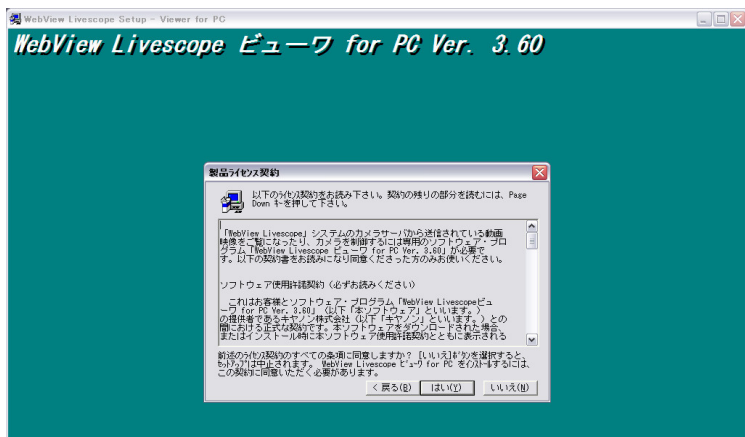 WebView Livescope Setup - Viewer for PC
WebView Livescope ビューワ for PC Ver. 3.60
製品ライセンス契約
以下のライセンス契約をお読み下さい。契約の残りの部分を読むには、Page
Down キーを押して下さい。
「WebView Livescope」システムのカメラサーバから送信されている動画
映像をご覧になったり、カメラを制御するには専用のソフトウェア・プロ
グラム「WebView Livescope ビューワ for PC Ver. 3.60」が必要で
す。以下の契約書をお読みになり同意くださった方のみお使いください。
ソフトウェア使用許諾契約（必ずお読みください）
これはお客様とソフトウェア・プログラム「WebView Livescopeビュ
ーワ for PC Ver. 3.60」（以下「本ソフトウェア」といいます。）
の提供者であるキヤノン株式会社（以下「キヤノン」といいます。）との
間における正式な契約です。本ソフトウェアをダウンロードされた場合、
またはインストール時に本ソフトウェア使用許諾契約とともに表示される
前述のライセンス契約のすべての条項に同意しますか？ [いいえ]ボタンを選択すると、
セットアップは中止されます。 WebView Livescope ビューワ for PC をインストールするには、
この契約に同意いただく必要があります。
< 戻る(B) はい(Y) いいえ(N)